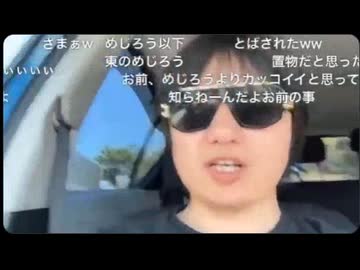 さまぁw めじろう以下 とばされたww
東のめじろう 置物だと思った
いいいい お前、めじろうよりカッコイイと思って
よ 知らねーんだよお前の事